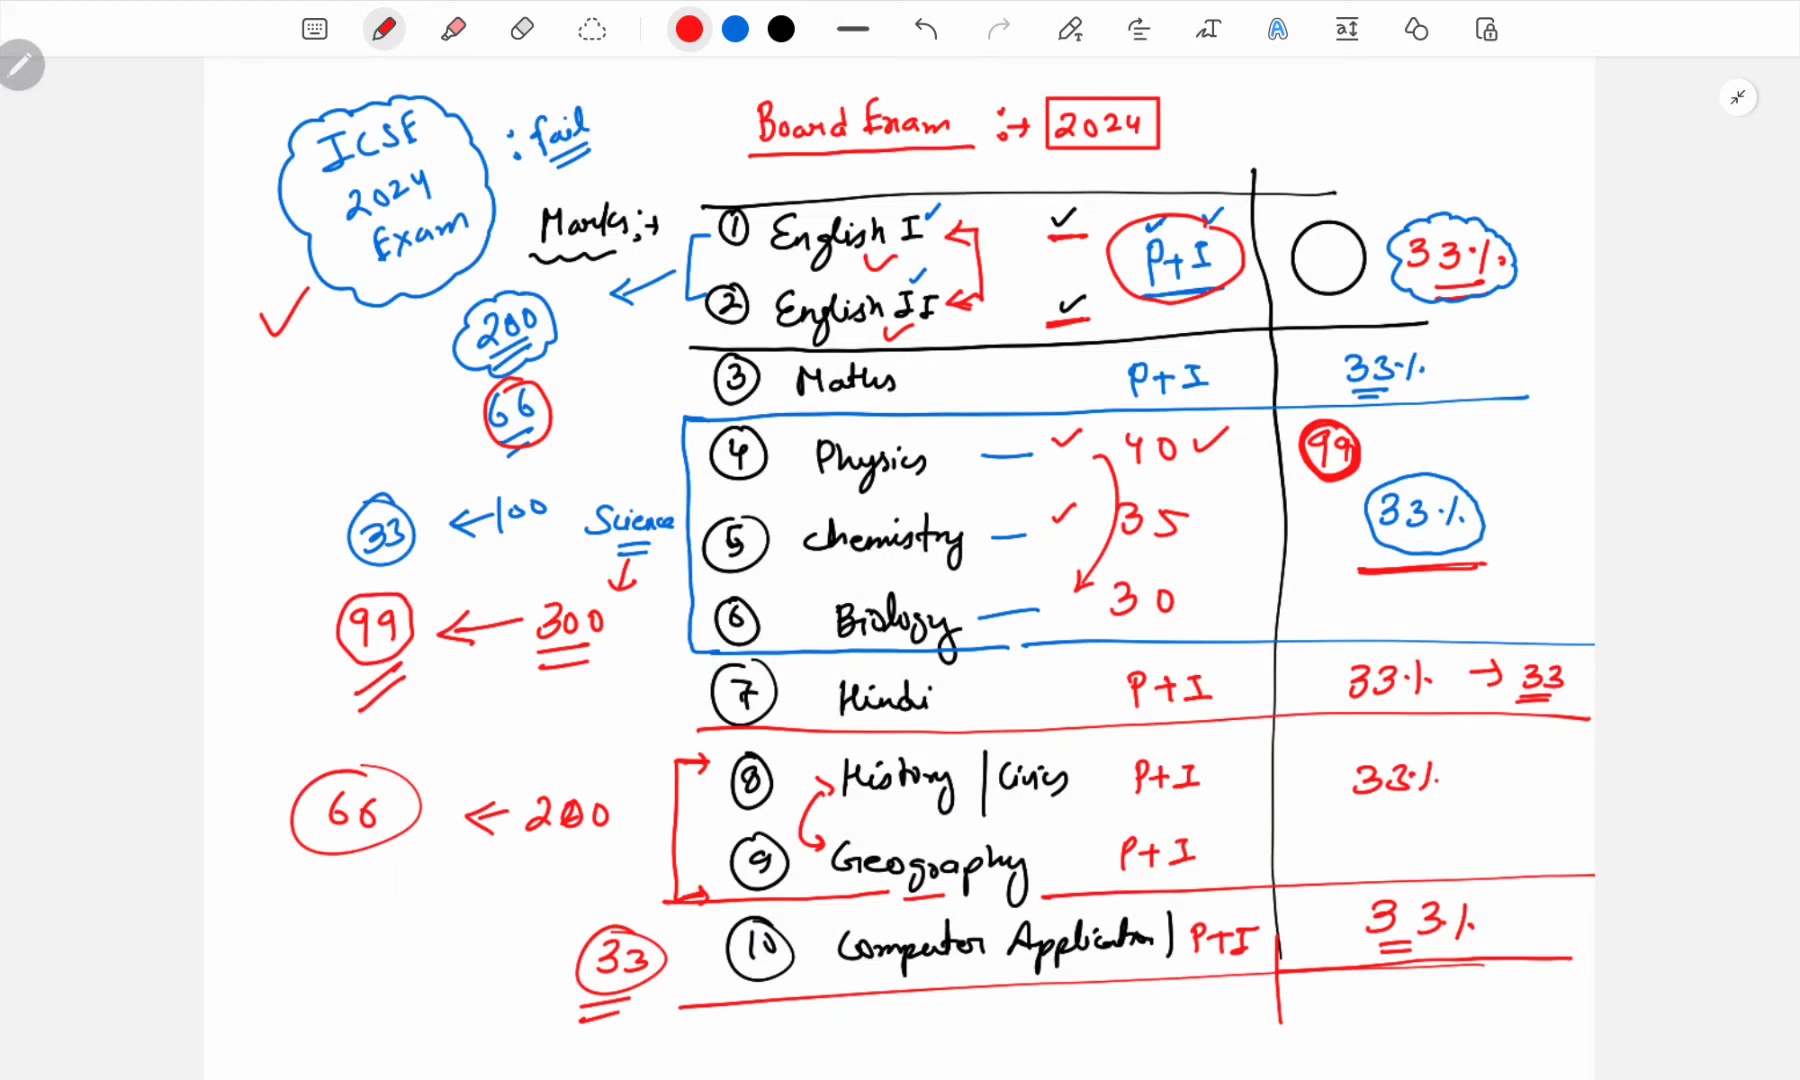 ICSE
2024
Exam
: fail
Board Exam :→ 2024
Marks :→
① English I P+I 33%
② English II
200
66
③ Maths P+I 33%
④ Physics — 40 99
33 ← 100 Science
⑤ Chemistry — 35 33%
99 ← 300
⑥ Biology — 30
⑦ Hindi P+I 33% → 33
66 ← 200
⑧ History | Civics P+I 33%
⑨ Geography P+I
33
⑩ Computer Application | P+I 33%